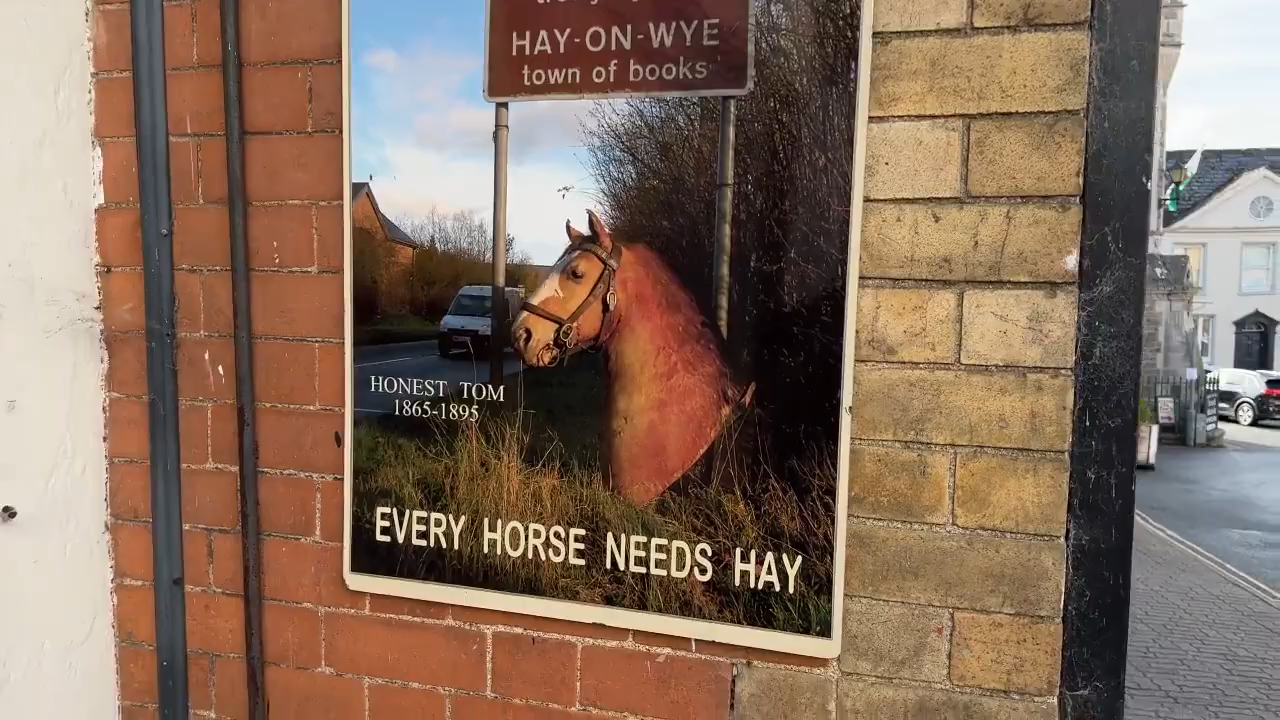 HAY-ON-WYE
town of books
HONEST TOM
1865-1895
EVERY HORSE NEEDS HAY